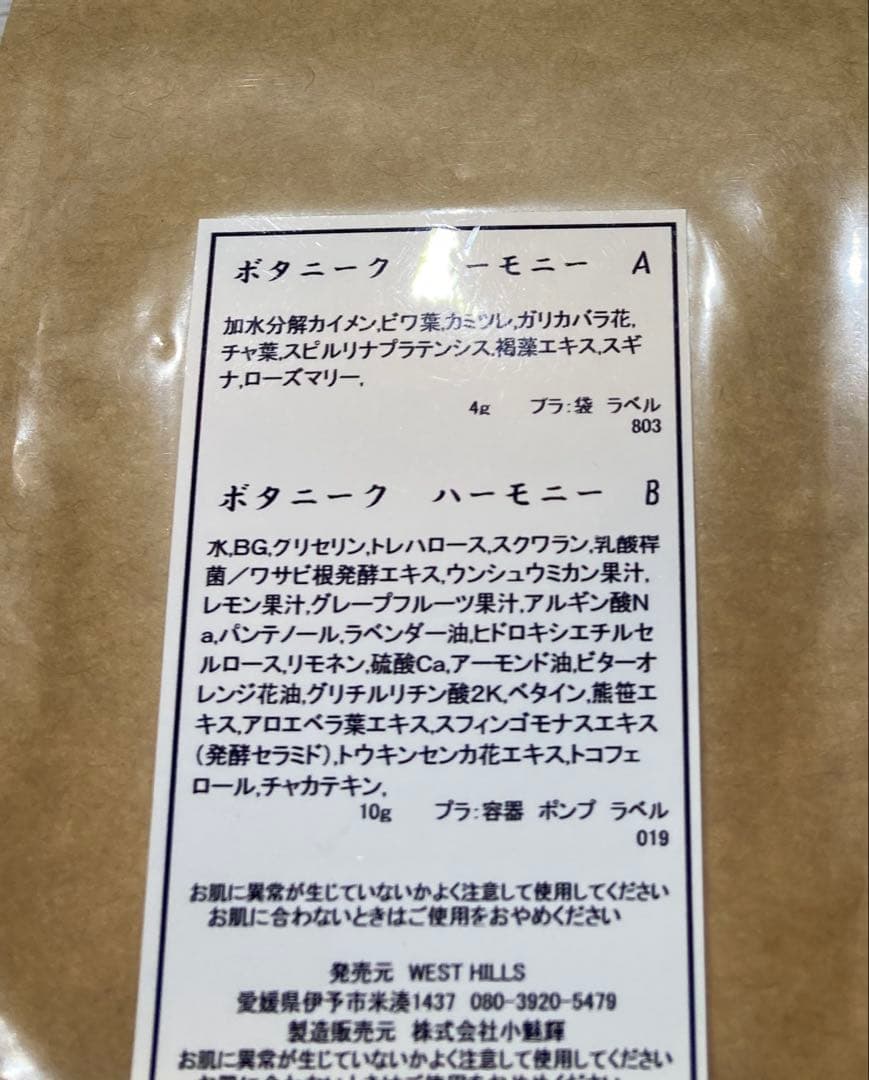 ボタニーク ーモニー A
加水分解カイメン,ビワ葉,カミツレ,ガリカバラ花,
チャ葉,スピルリナプラテンシス,褐藻エキス,スギ
ナ,ローズマリー,
4g プラ:袋 ラベル
803
ボタニーク ハーモニー B
水,BG,グリセリン,トレハロース,スクワラン,乳酸桿
菌／ワサビ根発酵エキス,ウンシュウミカン果汁,
レモン果汁,グレープフルーツ果汁,アルギン酸N
a,パンテノール,ラベンダー油,ヒドロキシエチルセ
ルロース,リモネン,硫酸Ca,アーモンド油,ビターオ
レンジ花油,グリチルリチン酸2K,ベタイン,熊笹エ
キス,アロエベラ葉エキス,スフィンゴモナスエキス
(発酵セラミド),トウキンセンカ花エキス,トコフェ
ロール,チャカテキン,
10g プラ:容器 ポンプ ラベル
019
お肌に異常が生じていないかよく注意して使用してください
お肌に合わないときはご使用をおやめください
発売元 WEST HILLS
愛媛県伊予市米湊1437 080-3920-5479
製造販売元 株式会社小魅輝
お肌に異常が生じていないかよく注意して使用してください